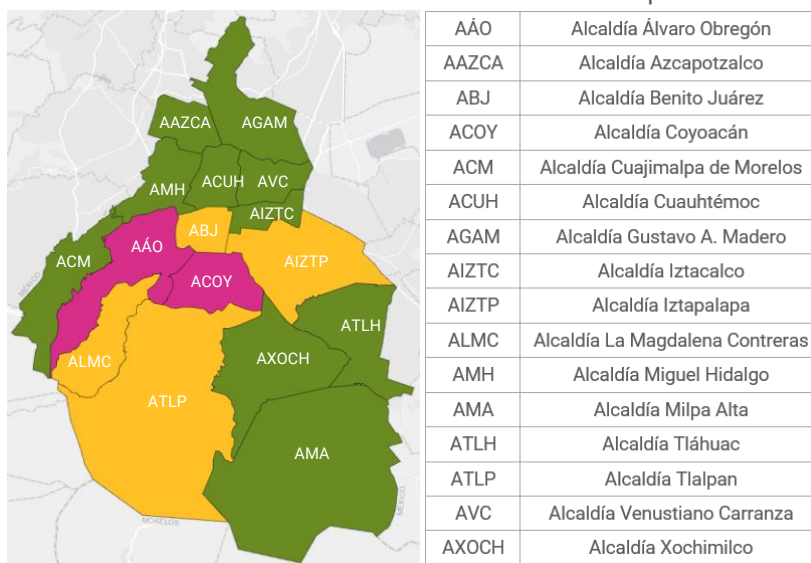 AAZCA
AGAM
ACUH
AVC
AMH
AIZTC
ABJ
AÁO
ACM
AIZTP
ACOY
ATLH
AXOCH
ALMC
ATLP
AMA
MÉXICO
MÉXICO
MORELOS
AÁO Alcaldía Álvaro Obregón
AAZCA Alcaldía Azcapotzalco
ABJ Alcaldía Benito Juárez
ACOY Alcaldía Coyoacán
ACM Alcaldía Cuajimalpa de Morelos
ACUH Alcaldía Cuauhtémoc
AGAM Alcaldía Gustavo A. Madero
AIZTC Alcaldía Iztacalco
AIZTP Alcaldía Iztapalapa
ALMC Alcaldía La Magdalena Contreras
AMH Alcaldía Miguel Hidalgo
AMA Alcaldía Milpa Alta
ATLH Alcaldía Tláhuac
ATLP Alcaldía Tlalpan
AVC Alcaldía Venustiano Carranza
AXOCH Alcaldía Xochimilco